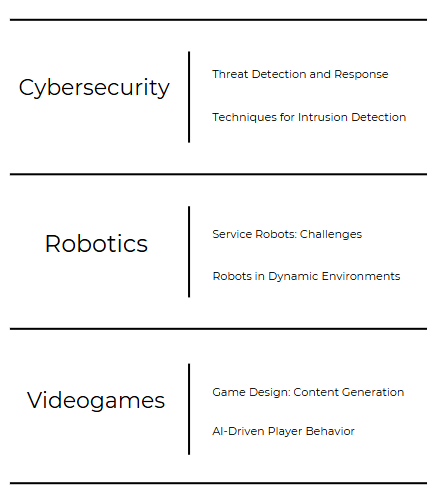 Cybersecurity
Threat Detection and Response
Techniques for Intrusion Detection
Robotics
Service Robots: Challenges
Robots in Dynamic Environments
Videogames
Game Design: Content Generation
AI-Driven Player Behavior